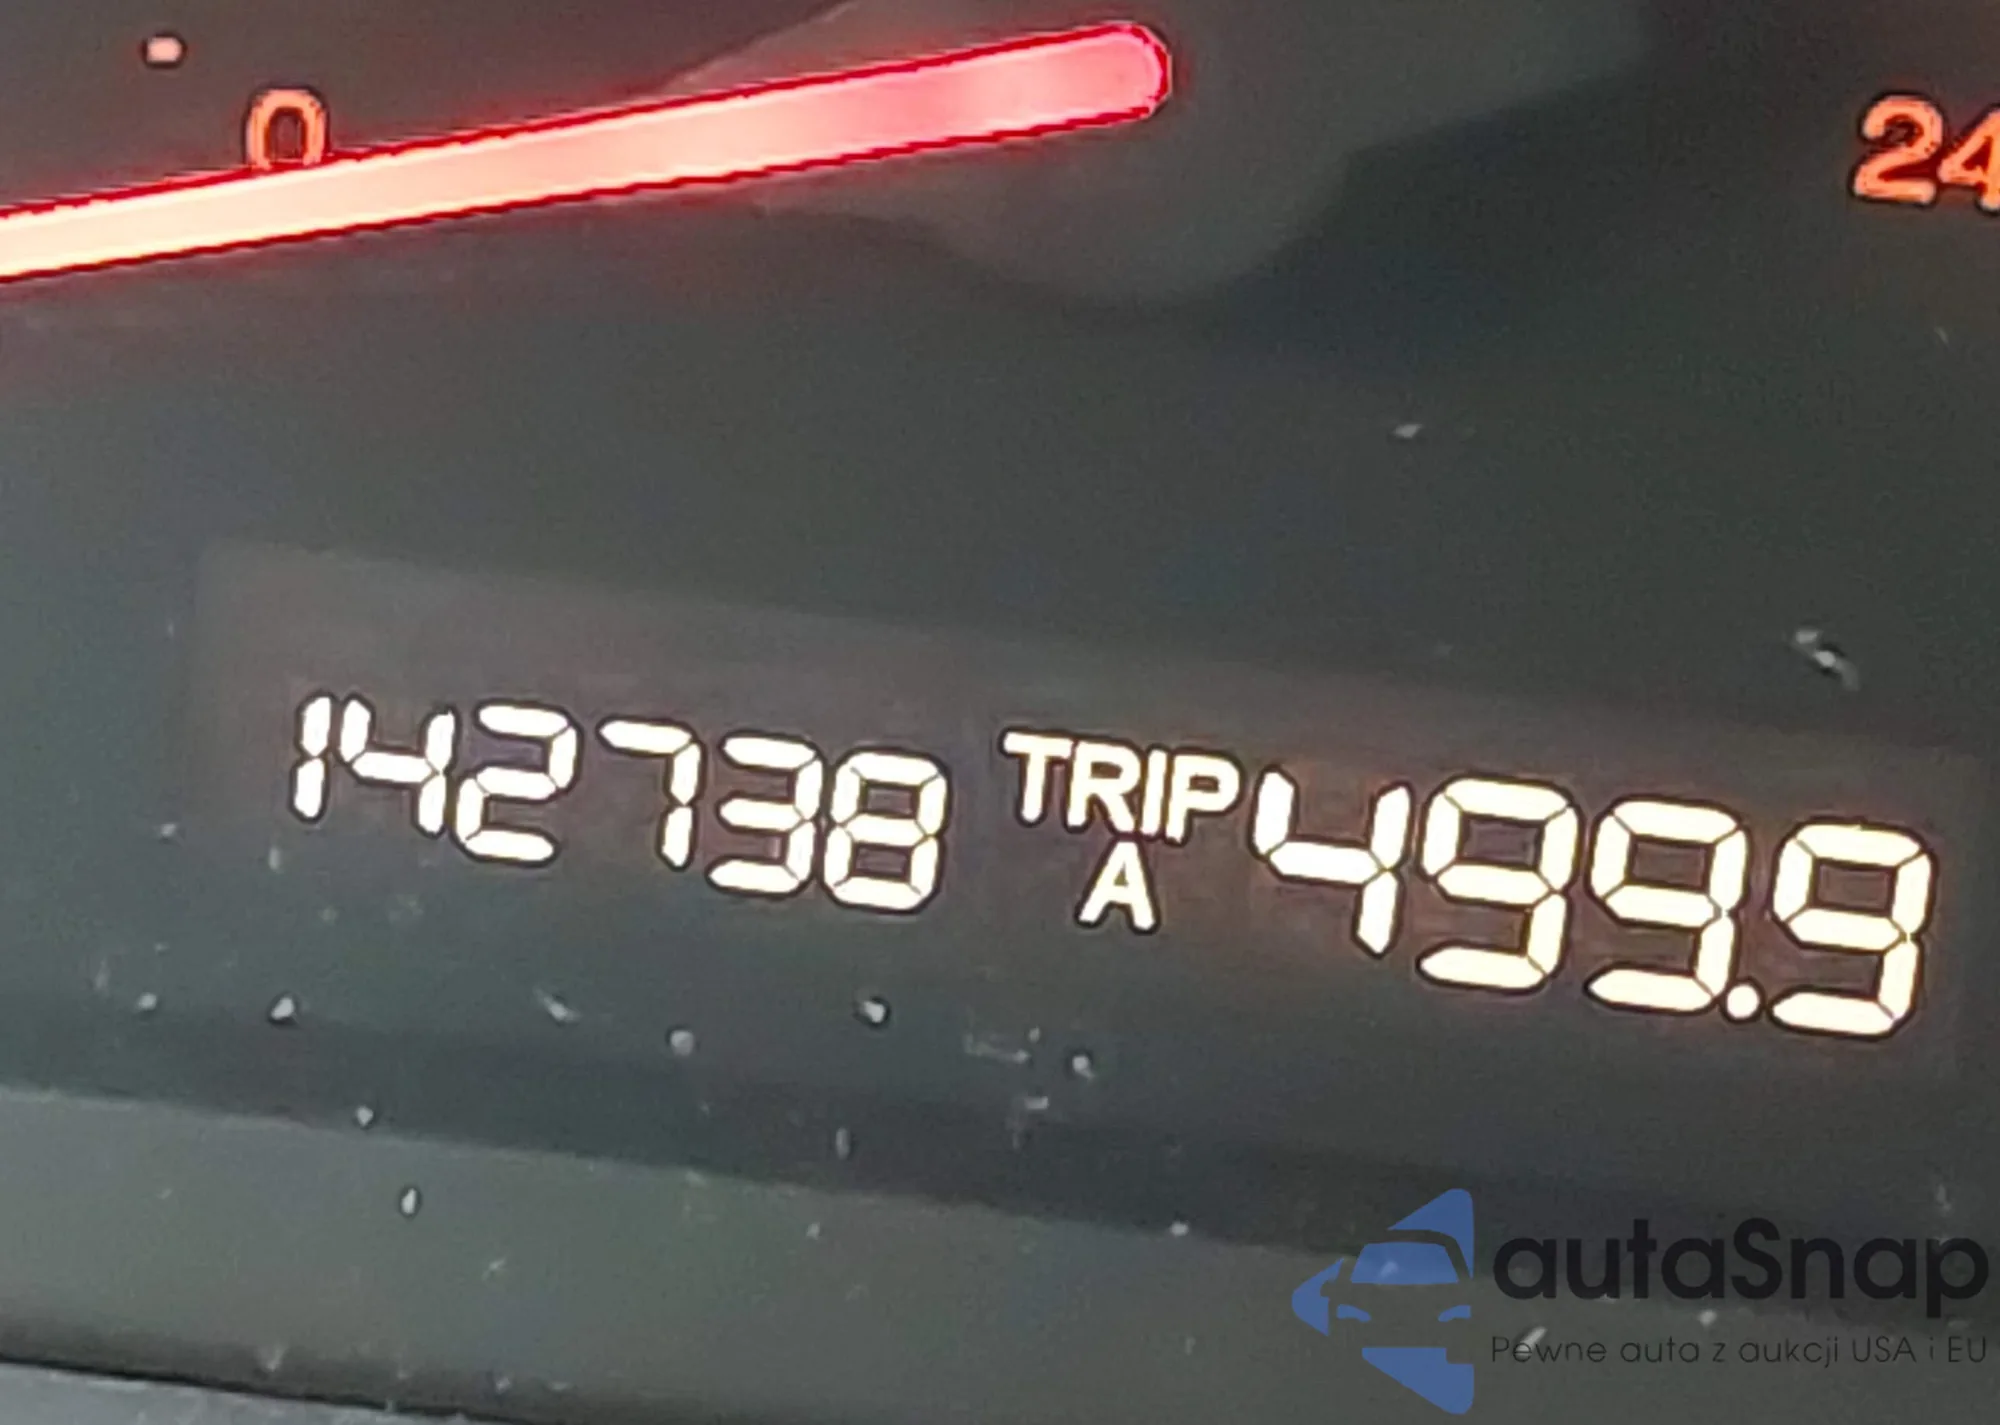 0
24
142738 TRIP A 499.9
autaSnap
Pewne auta z aukcji USA i EU